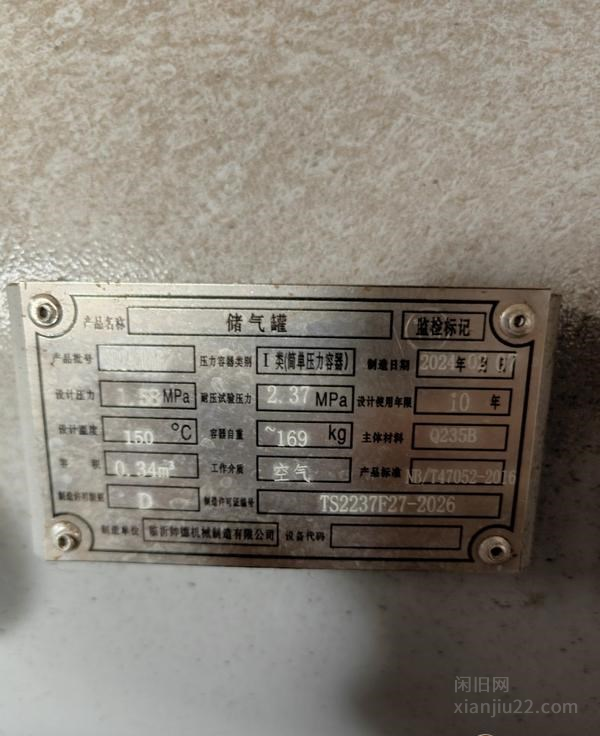 产品名称 储气罐 监检标记
产品批号 压力容器类别 I 类(简单压力容器) 制造日期 2024年
设计压力 1.58 MPa 耐压试验压力 2.37 MPa 设计使用年限 10 年
设计温度 150 ℃ 容器自重 ~169 kg 主体材料 Q235B
容积 0.34m³ 工作介质 空气 产品标准 NB/T47052-2016
制造许可级别 D 制造许可证编号 TS2237F27-2026
制造单位 临沂帅德机械制造有限公司 设备代码
闲旧网
xianjiu22.com